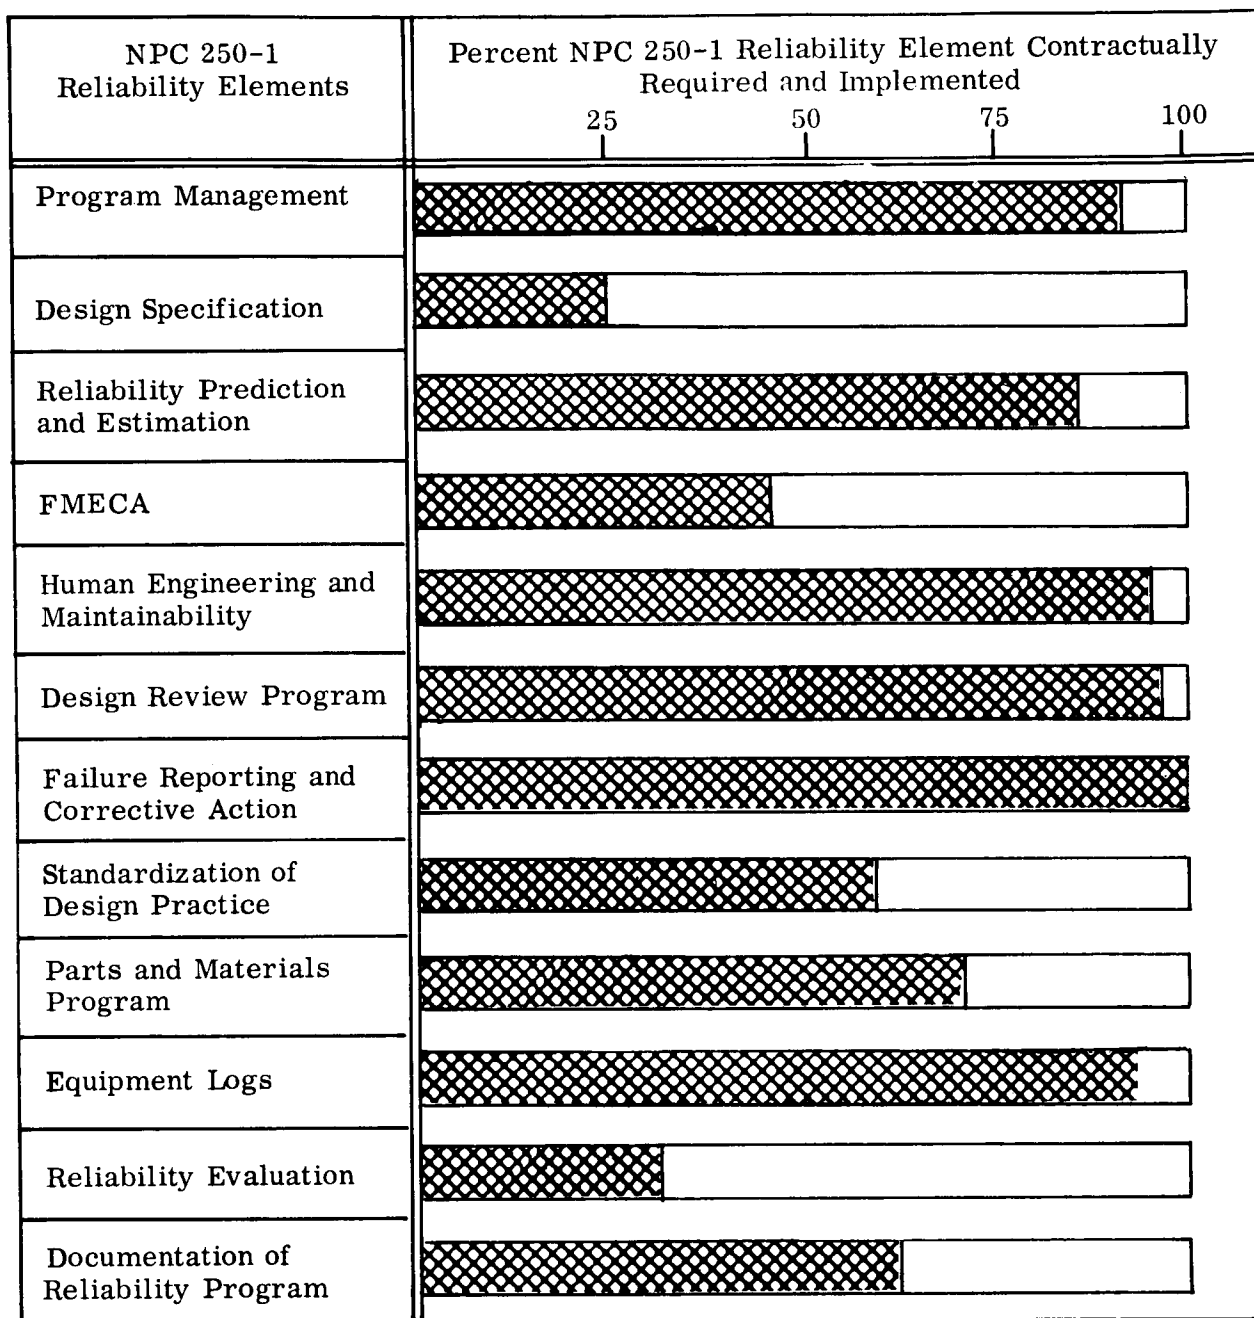 NPC 250-1
Reliability Elements
Percent NPC 250-1 Reliability Element Contractually
Required and Implemented
25 50 75 100
Program Management
Design Specification
Reliability Prediction
and Estimation
FMECA
Human Engineering and
Maintainability
Design Review Program
Failure Reporting and
Corrective Action
Standardization of
Design Practice
Parts and Materials
Program
Equipment Logs
Reliability Evaluation
Documentation of
Reliability Program